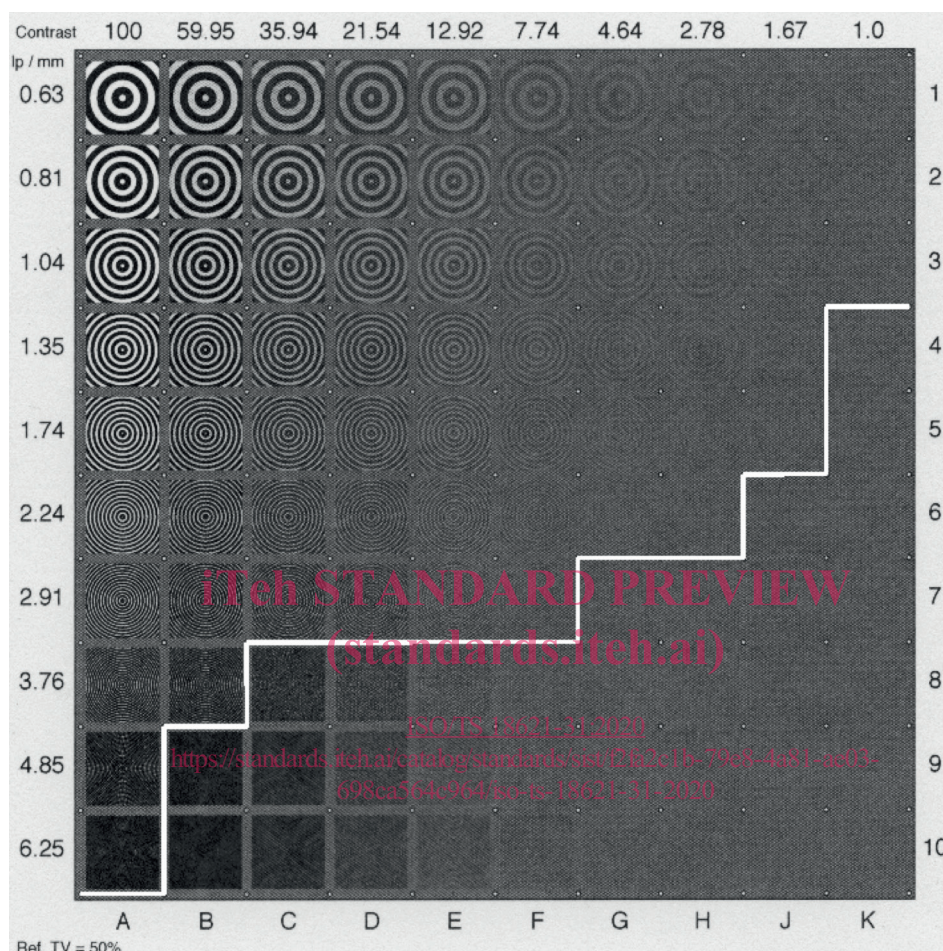 Contrast 100 59.95 35.94 21.54 12.92 7.74 4.64 2.78 1.67 1.0
lp / mm
0.63 1
0.81 2
1.04 3
1.35 4
1.74 5
2.24 6
2.91 7
iTeh STANDARD PREVIEW
(standards.iteh.ai)
3.76 8
ISO/TS 18621-31:2020
4.85 9
https://standards.iteh.ai/catalog/standards/sist/f2fa2c1b-79e8-4a81-ae03-
698ea564c964/iso-ts-18621-31-2020
6.25 10
A B C D E F G H J K
Ref. TV = 50%